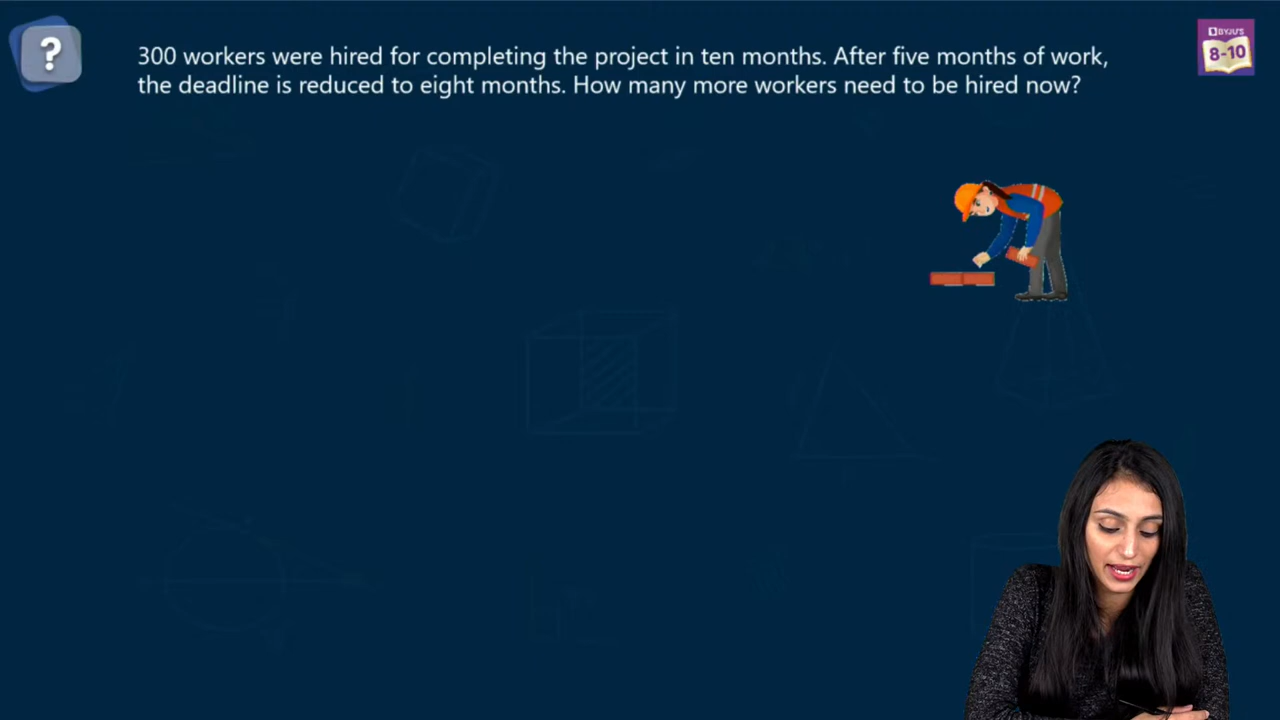 ?
300 workers were hired for completing the project in ten months. After five months of work,
the deadline is reduced to eight months. How many more workers need to be hired now?
BYJU'S
8-10